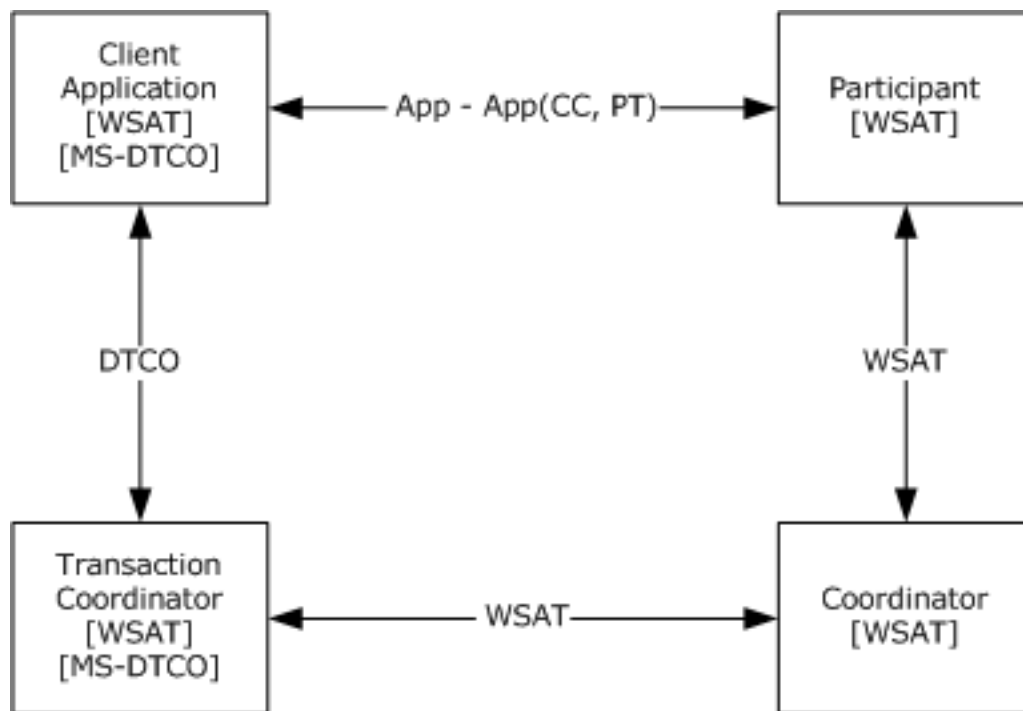 Client
Application
[WSAT]
[MS-DTCO]
App - App(CC, PT)
Participant
[WSAT]
DTCO
WSAT
Transaction
Coordinator
[WSAT]
[MS-DTCO]
WSAT
Coordinator
[WSAT]